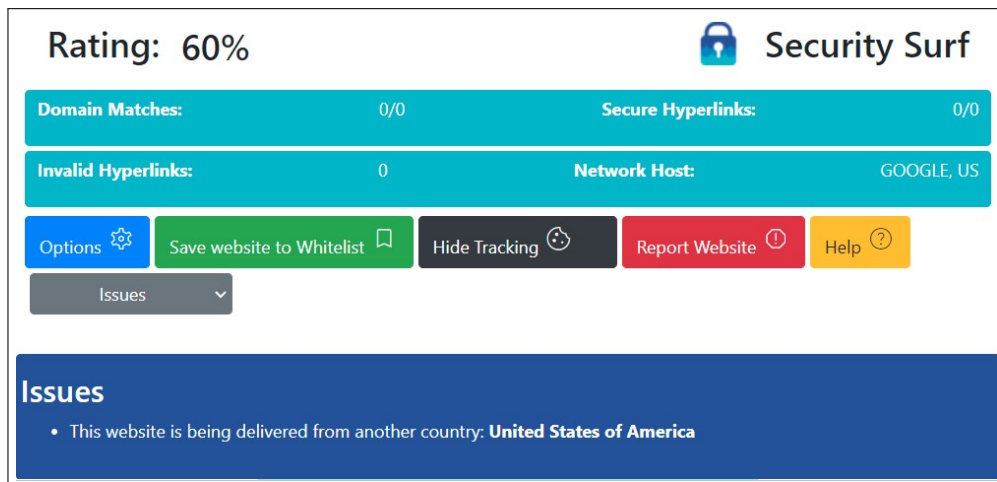 Rating: 60% Security Surf
Domain Matches: 0/0 Secure Hyperlinks: 0/0
Invalid Hyperlinks: 0 Network Host: GOOGLE, US
Options Save website to Whitelist Hide Tracking Report Website Help
Issues
Issues
• This website is being delivered from another country: United States of America